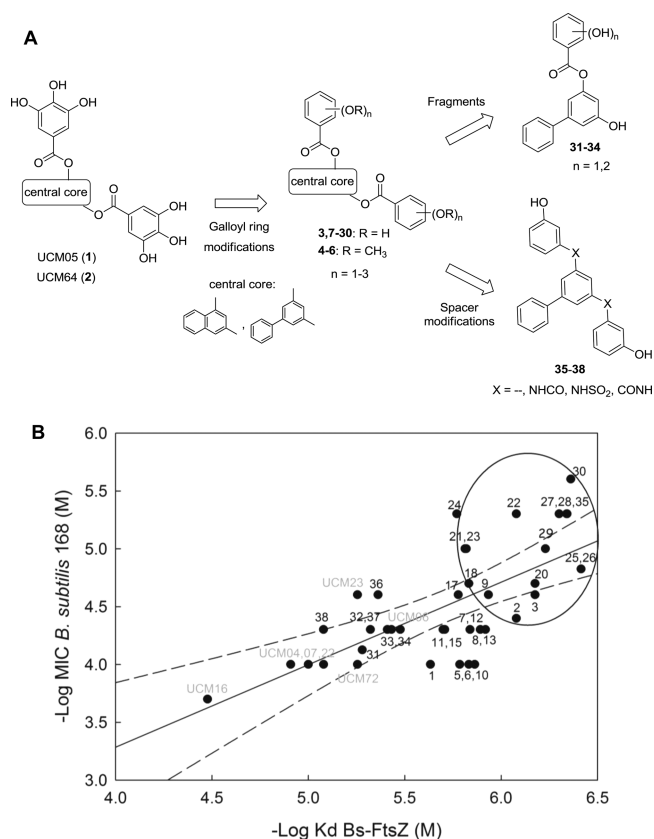 A
HO
OH
OH
O
O
central core
O
O
OH
OH
OH
UCM05 (1)
UCM64 (2)
Galloyl ring
modifications
central core:
,
(OR)n
O
O
central core
O
O
(OR)n
3,7-30: R = H
4-6: R = CH3
n = 1-3
Fragments
(OH)n
O
O
OH
31-34
n = 1,2
Spacer
modifications
HO
X
X
OH
35-38
X = --, NHCO, NHSO2, CONH
B
-Log MIC B. subtilis 168 (M)
6.0
5.5
5.0
4.5
4.0
3.5
3.0
30
24
22
27,28,35
21,23
29
25,26
18
20
UCM23
36
17
9
3
2
38
32,37
UCM96
7,12
33,34
11,15
8,13
UCM04,07,22
31
UCM72
1
5,6,10
UCM16
4.0 4.5 5.0 5.5 6.0 6.5
-Log Kd Bs-FtsZ (M)